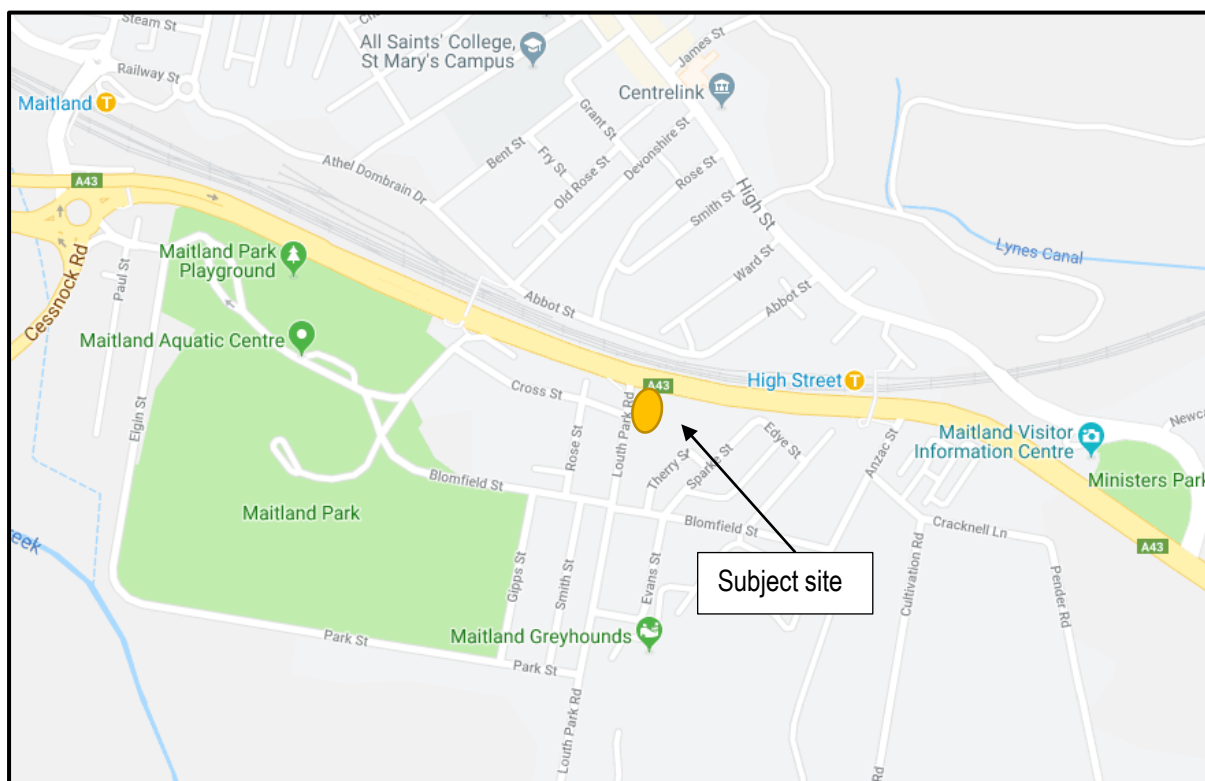 Steam St
All Saints' College,
St Mary's Campus
James St
Railway St
Centrelink
Maitland
T
Grant St
Bent St
Fry St
Old Rose St
Devonshire St
Rose St
Athel Dombrain Dr
Smith St
High St
A43
Lynes Canal
Maitland Park
Playground
Ward St
Paul St
Cessnock Rd
Abbot St
Abbot St
Maitland Aquatic Centre
High Street
T
A43
Cross St
Elgin St
Rose St
Louth Park Rd
Therry St
Sparke St
Edye St
Anzac St
Maitland Visitor
Information Centre
Newca
Ministers Park
Blomfield St
Maitland Park
Blomfield St
Cracknell Ln
A43
reek
Subject site
Gipps St
Smith St
Evans St
Cultivation Rd
Pender Rd
Maitland Greyhounds
Park St
Park St
Louth Park Rd